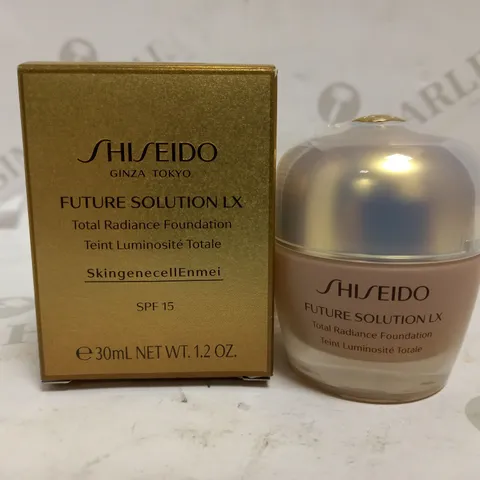 SHISEIDO
GINZA TOKYO
FUTURE SOLUTION LX
Total Radiance Foundation
Teint Luminosité Totale
SkingenecellEnmei
SPF 15
℮30mL NET WT. 1.2 OZ.
SHISEIDO
FUTURE SOLUTION LX
Total Radiance Foundation
Teint Luminosité Totale